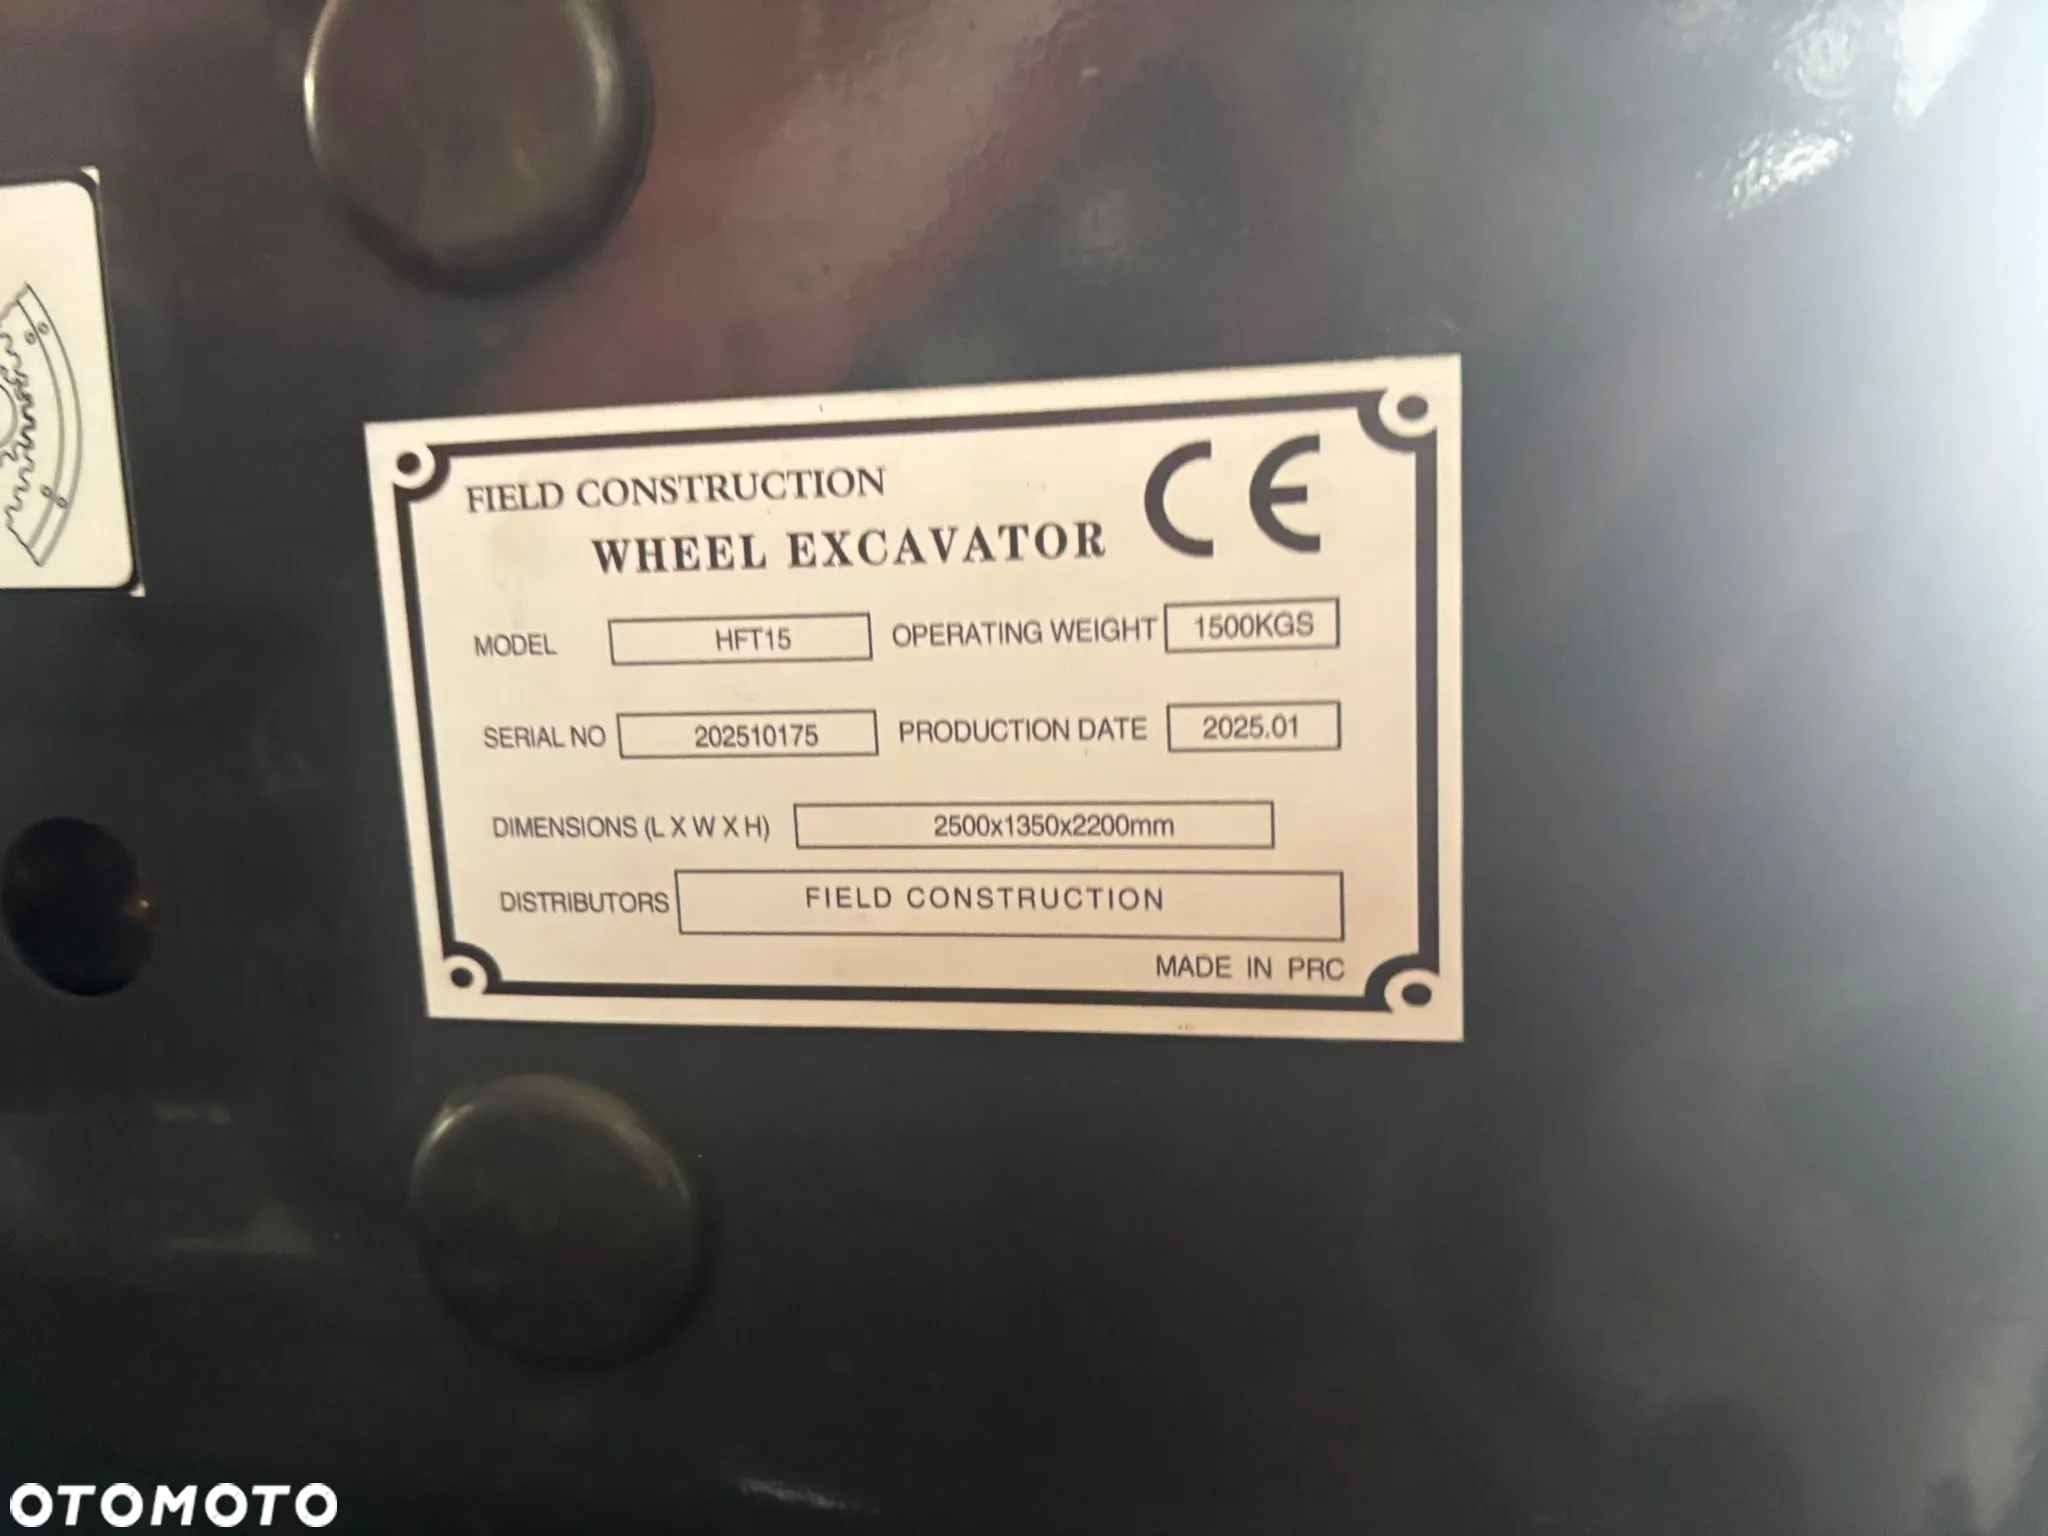 FIELD CONSTRUCTION
WHEEL EXCAVATOR
CE
MODEL HFT15 OPERATING WEIGHT 1500KGS
SERIAL NO 202510175 PRODUCTION DATE 2025.01
DIMENSIONS (L X W X H) 2500x1350x2200mm
DISTRIBUTORS FIELD CONSTRUCTION
MADE IN PRC
OTOMOTO